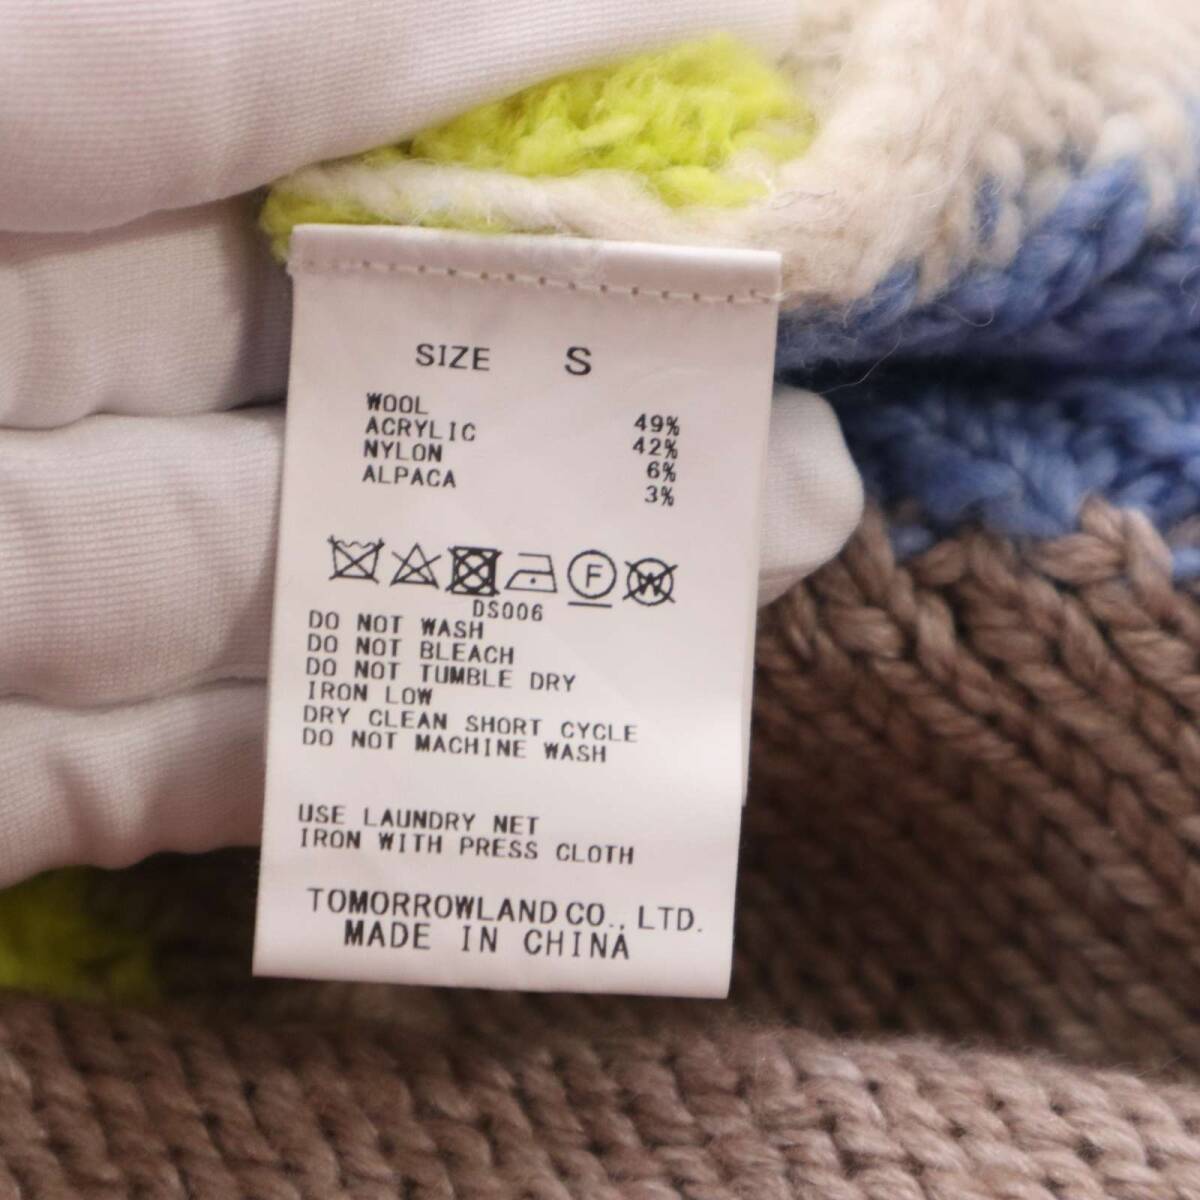 SIZE S
WOOL 49%
ACRYLIC 42%
NYLON 6%
ALPACA 3%
F W
DS006
DO NOT WASH
DO NOT BLEACH
DO NOT TUMBLE DRY
IRON LOW
DRY CLEAN SHORT CYCLE
DO NOT MACHINE WASH
USE LAUNDRY NET
IRON WITH PRESS CLOTH
TOMORROWLAND CO., LTD.
MADE IN CHINA